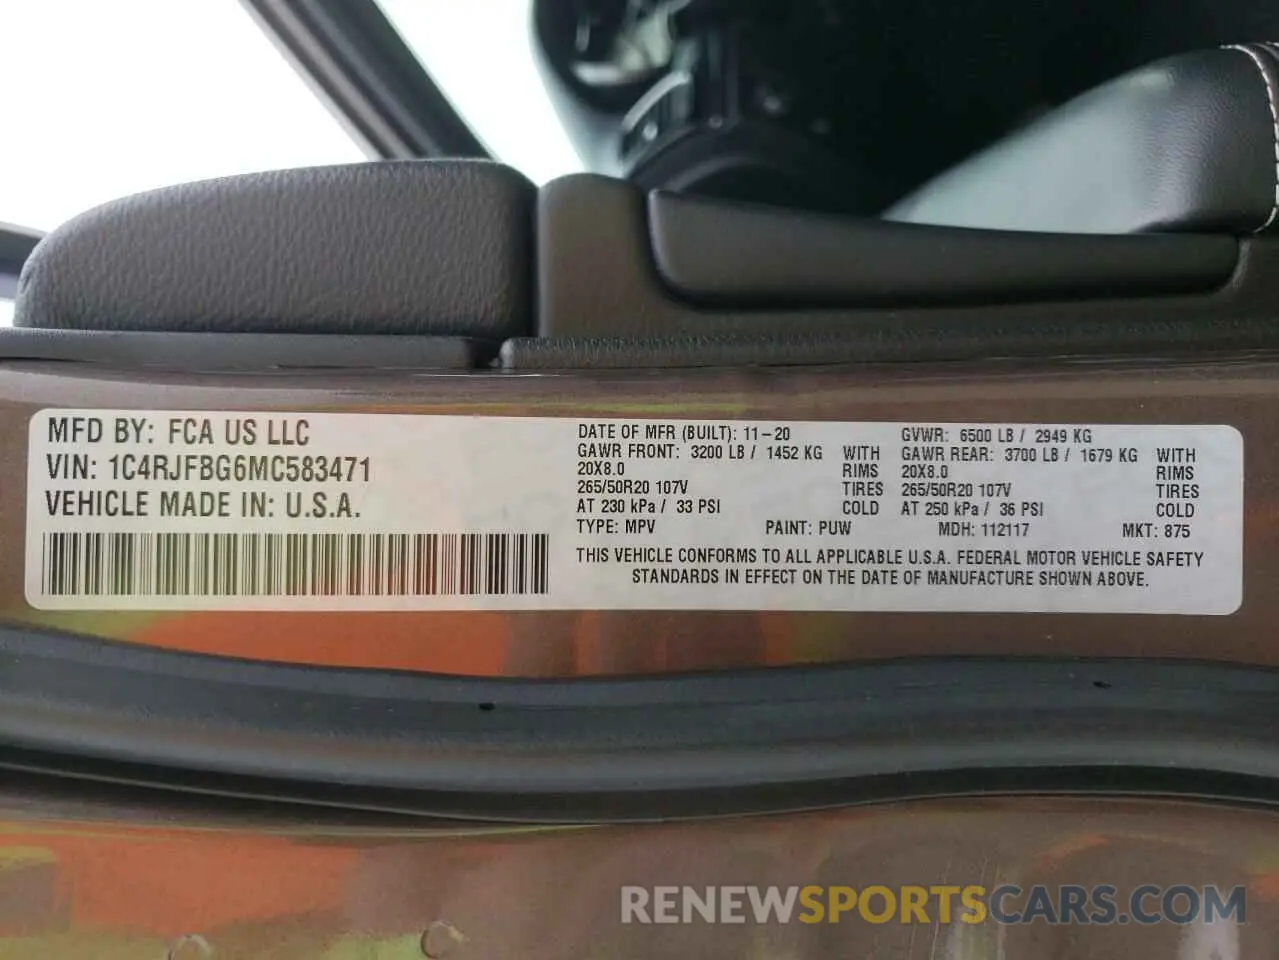 MFD BY: FCA US LLC
VIN: 1C4RJFBG6MC583471
VEHICLE MADE IN: U.S.A.
DATE OF MFR (BUILT): 11-20
GAWR FRONT: 3200 LB / 1452 KG WITH
20X8.0 RIMS
265/50R20 107V TIRES
AT 230 kPa / 33 PSI COLD
GVWR: 6500 LB / 2949 KG
GAWR REAR: 3700 LB / 1679 KG WITH
20X8.0 RIMS
265/50R20 107V TIRES
AT 250 kPa / 36 PSI COLD
TYPE: MPV PAINT: PUW MDH: 112117 MKT: 875
THIS VEHICLE CONFORMS TO ALL APPLICABLE U.S.A. FEDERAL MOTOR VEHICLE SAFETY
STANDARDS IN EFFECT ON THE DATE OF MANUFACTURE SHOWN ABOVE.
RENEWSPORTSCARS.COM